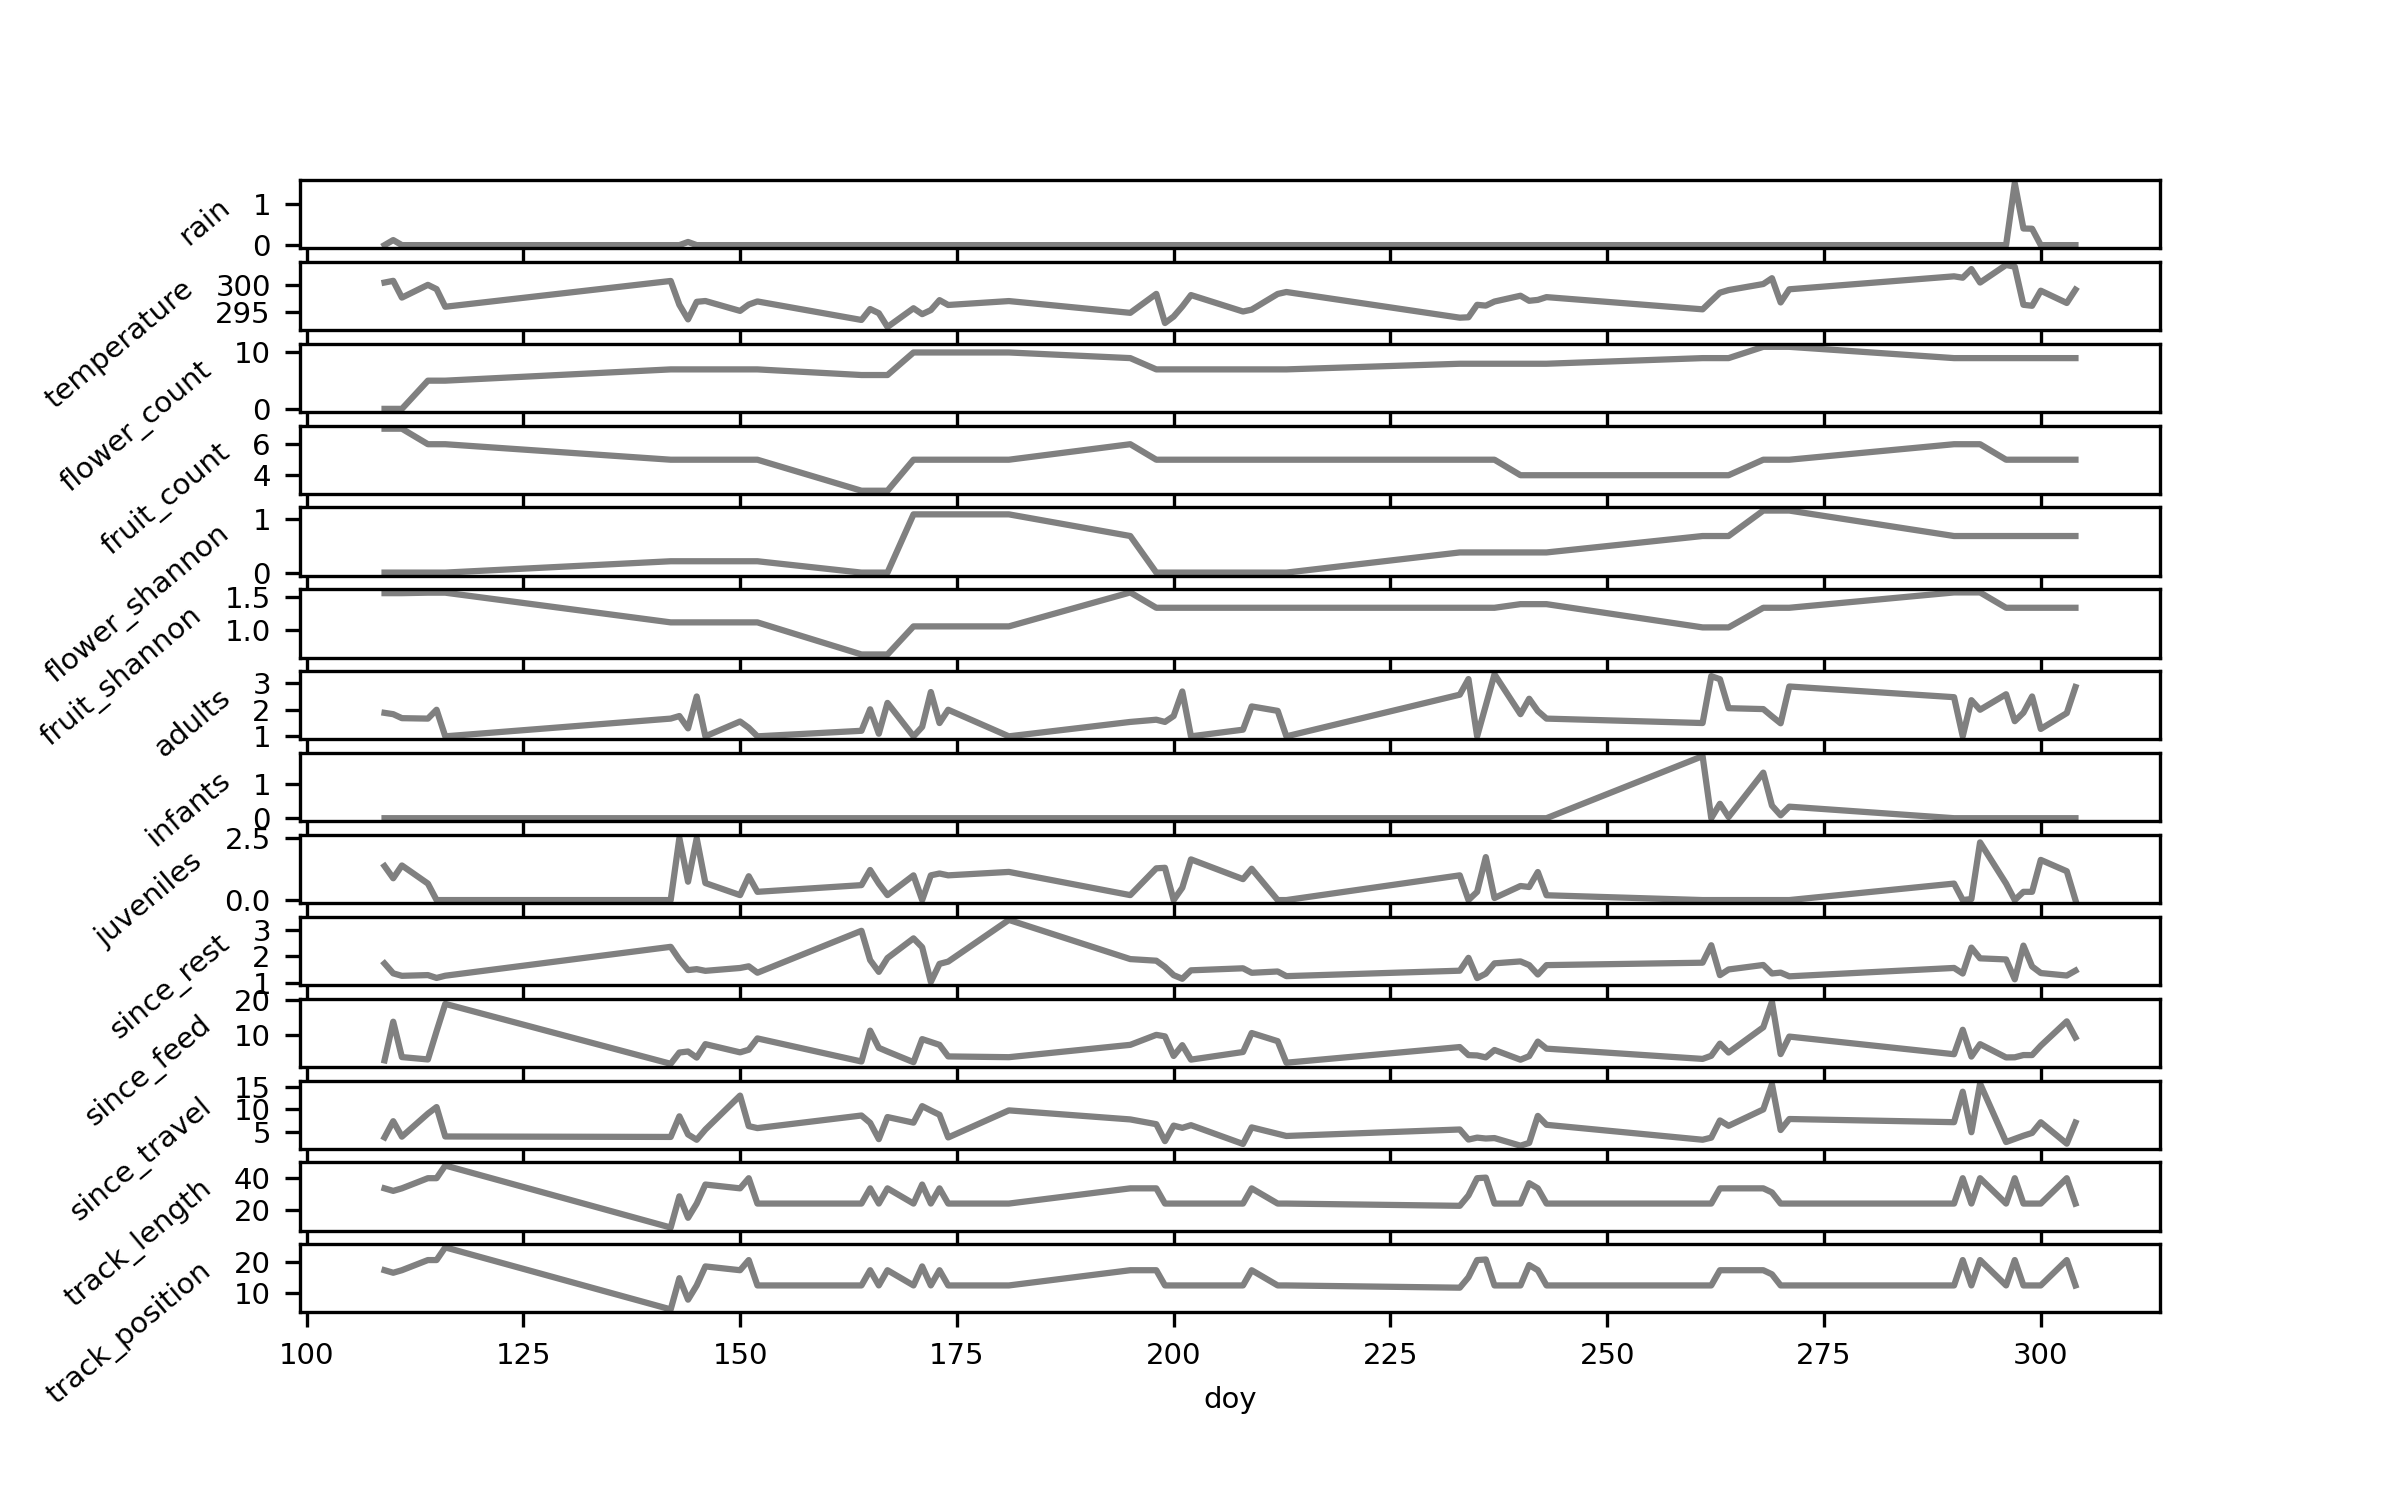 rain
1
0
temperature
300
295
flower_count
10
0
fruit_count
6
4
flower_shannon
1
0
fruit_shannon
1.5
1.0
adults
3
2
1
infants
1
0
juveniles
2.5
0.0
since_rest
3
2
1
since_feed
20
10
since_travel
15
10
5
track_length
40
20
track_position
20
10
100 125 150 175 200 225 250 275 300
doy